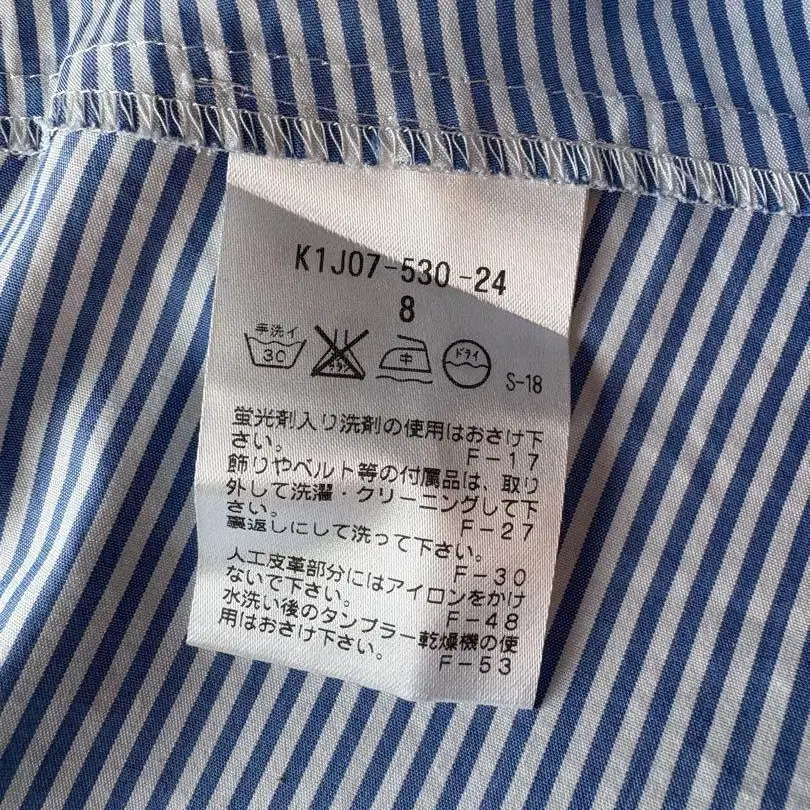 K1J07-530-24
8
手洗イ
30
エンソ
サラシ
中
ドライ
S-18
蛍光剤入り洗剤の使用はおさけ下
さい。
F-17
飾りやベルト等の付属品は、取り
外して洗濯・クリーニングして下
さい。
F-27
裏返しにして洗って下さい。
F-30
人工皮革部分にはアイロンをかけ
ないで下さい。
F-48
水洗い後のタンブラー乾燥機の使
用はおさけ下さい。
F-53